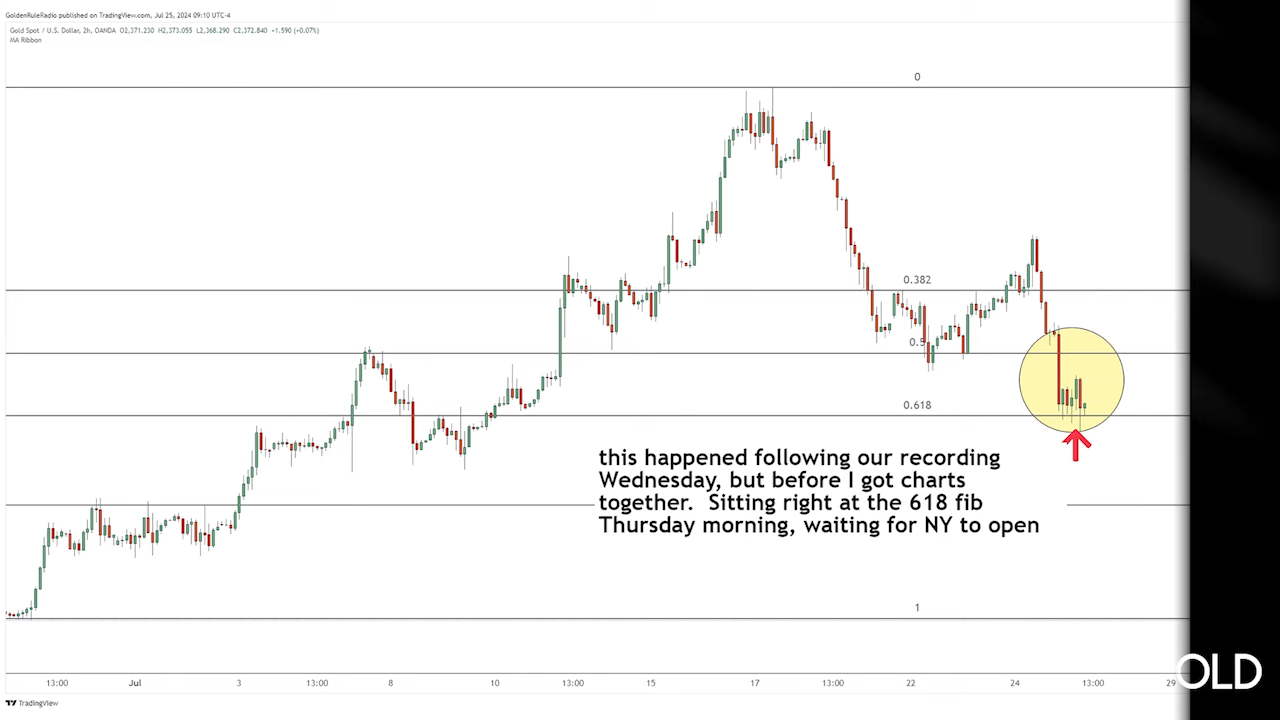 GoldenRuleRadio published on TradingView.com, Jul 25, 2024 09:10 UTC-4
Gold Spot / U.S. Dollar, 2h, OANDA O2,371.230 H2,373.055 L2,368.290 C2,372.840 +1.590 (+0.07%)
MA Ribbon
0
0.382
0.5
0.618
this happened following our recording
Wednesday, but before I got charts
together. Sitting right at the 618 fib
Thursday morning, waiting for NY to open
1
13:00 Jul 3 13:00 8 10 13:00 15 17 13:00 22 24 13:00 29
OLD
TradingView